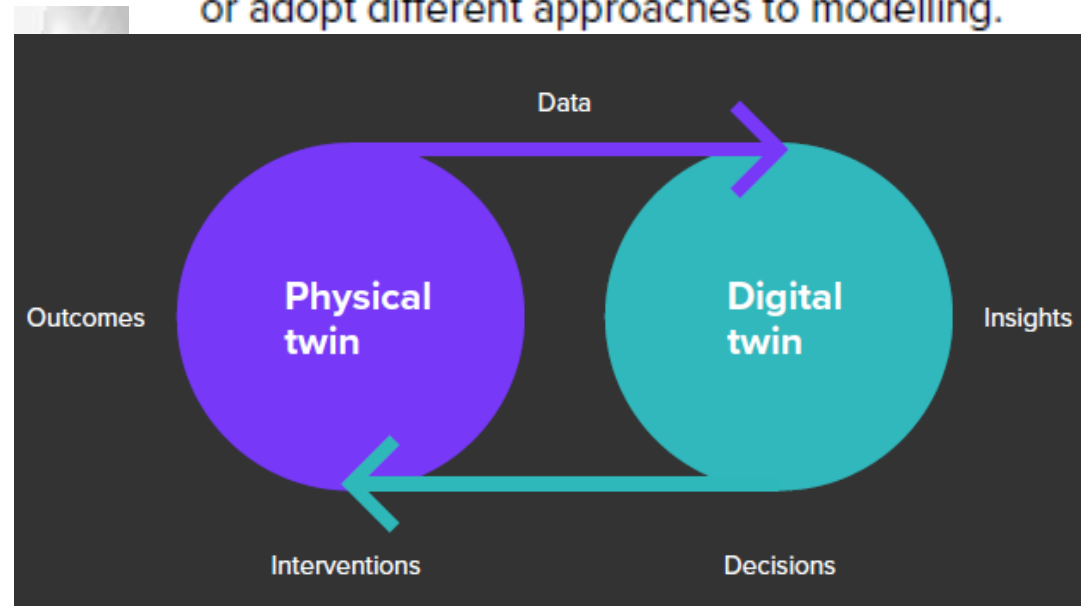 or adopt different approaches to modelling.
Data
Physical
twin
Digital
twin
Outcomes
Insights
Interventions
Decisions